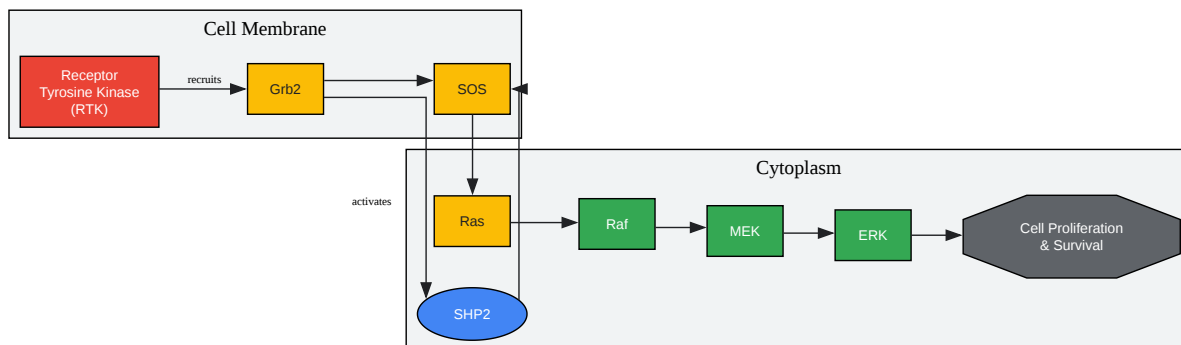 Cell Membrane
Receptor
Tyrosine Kinase
(RTK)
recruits
Grb2
SOS
Cytoplasm
activates
Ras
Raf
MEK
ERK
Cell Proliferation
& Survival
SHP2